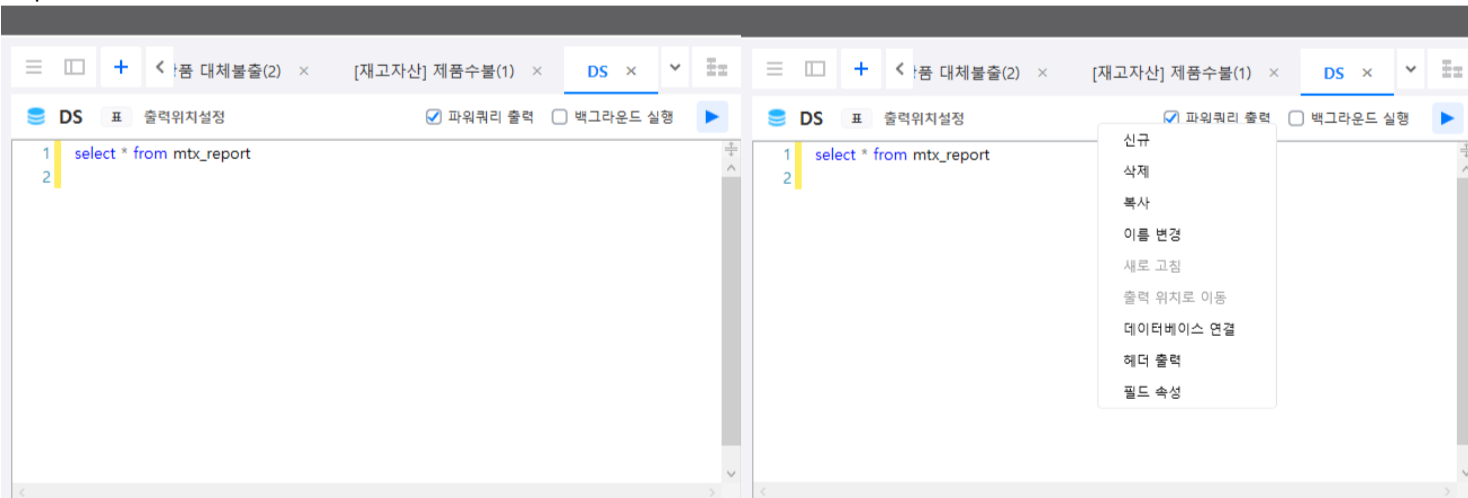 품 대체불출(2) × [재고자산] 제품수불(1) × DS ×
DS 표 출력위치설정 파워쿼리 출력 백그라운드 실행
1 select * from mtx_report
2
품 대체불출(2) × [재고자산] 제품수불(1) × DS ×
DS 표 출력위치설정 파워쿼리 출력 백그라운드 실행
1 select * from mtx_report
2
신규
삭제
복사
이름 변경
새로 고침
출력 위치로 이동
데이터베이스 연결
헤더 출력
필드 속성